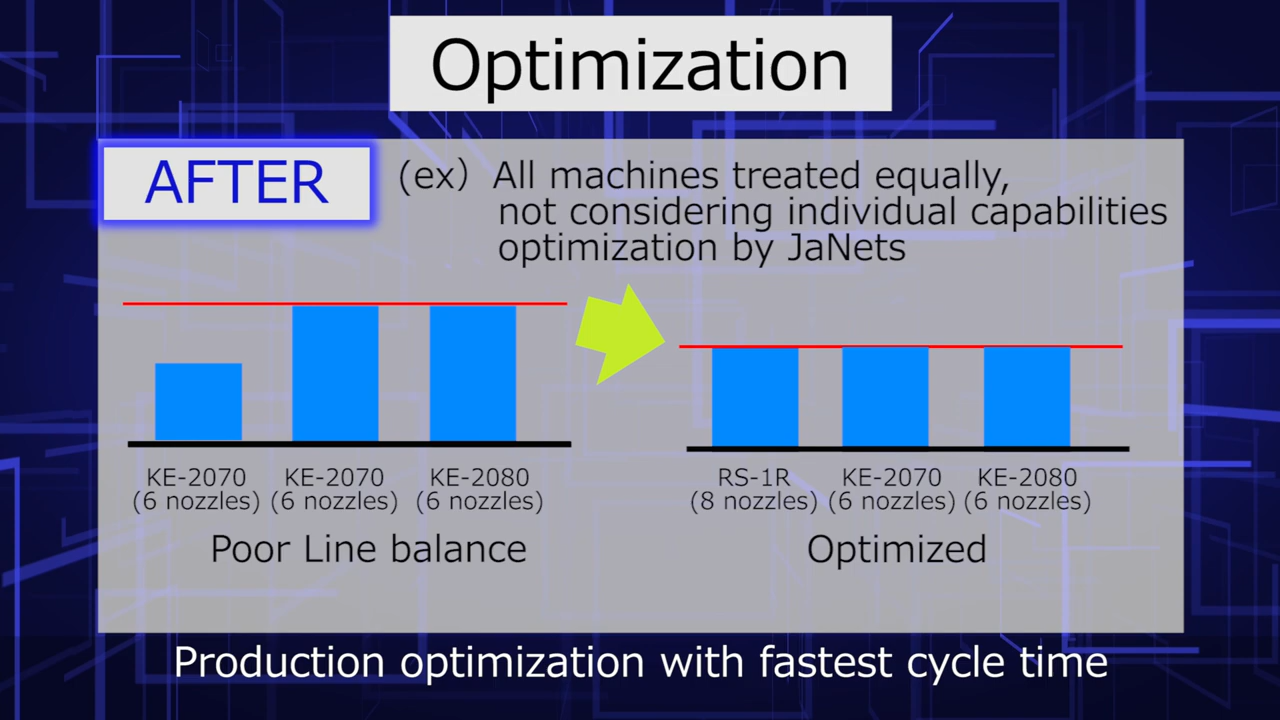 Optimization
AFTER
(ex) All machines treated equally,
not considering individual capabilities
optimization by JaNets
KE-2070 KE-2070 KE-2080
(6 nozzles) (6 nozzles) (6 nozzles)
Poor Line balance
RS-1R KE-2070 KE-2080
(8 nozzles) (6 nozzles) (6 nozzles)
Optimized
Production optimization with fastest cycle time